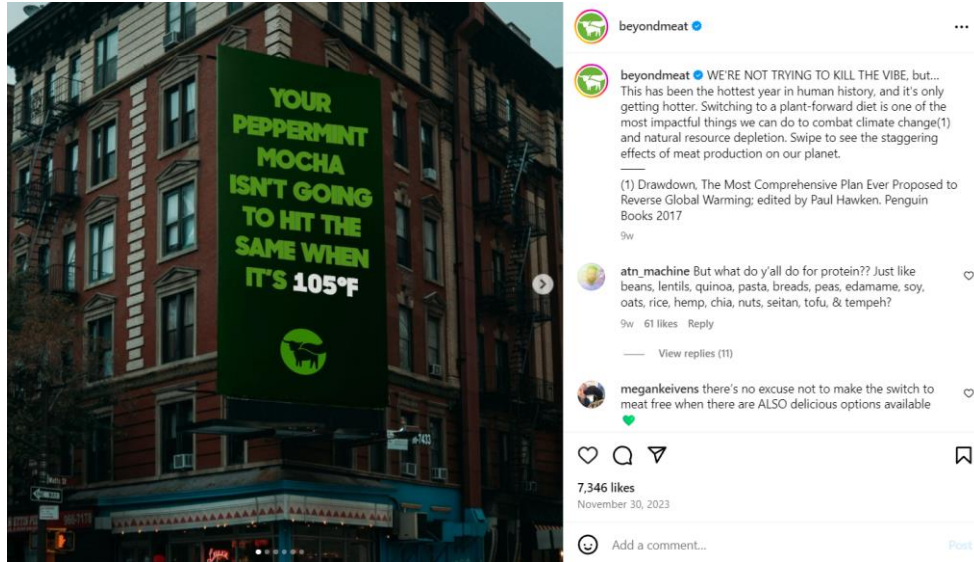 YOUR
PEPPERMINT
MOCHA
ISN'T GOING
TO HIT THE
SAME WHEN
IT'S 105°F
beyondmeat
beyondmeat WE'RE NOT TRYING TO KILL THE VIBE, but...
This has been the hottest year in human history, and it's only
getting hotter. Switching to a plant-forward diet is one of the
most impactful things we can do to combat climate change(1)
and natural resource depletion. Swipe to see the staggering
effects of meat production on our planet.
(1) Drawdown, The Most Comprehensive Plan Ever Proposed to
Reverse Global Warming; edited by Paul Hawken. Penguin
Books 2017
9w
atn_machine But what do y'all do for protein?? Just like
beans, lentils, quinoa, pasta, breads, peas, edamame, soy,
oats, rice, hemp, chia, nuts, seitan, tofu, & tempeh?
9w 61 likes Reply
View replies (11)
megankeivens there's no excuse not to make the switch to
meat free when there are ALSO delicious options available
💚
7,346 likes
November 30, 2023
Add a comment...
Post